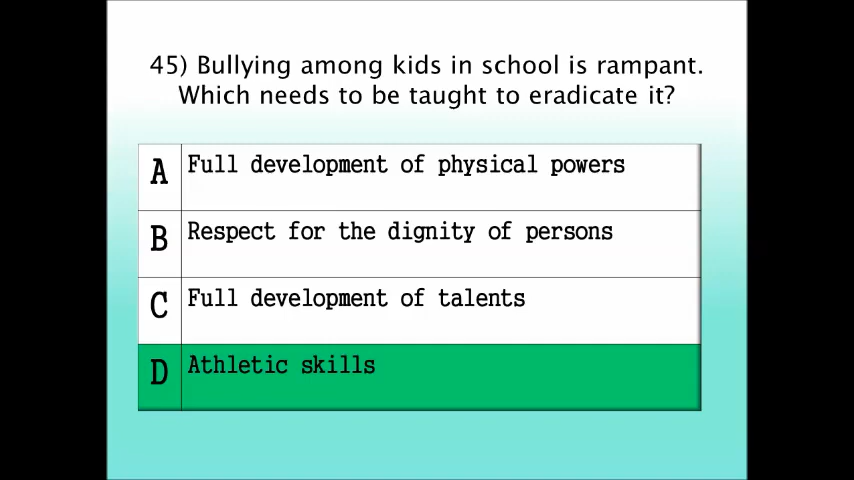 45) Bullying among kids in school is rampant.
Which needs to be taught to eradicate it?
A Full development of physical powers
B Respect for the dignity of persons
C Full development of talents
D Athletic skills